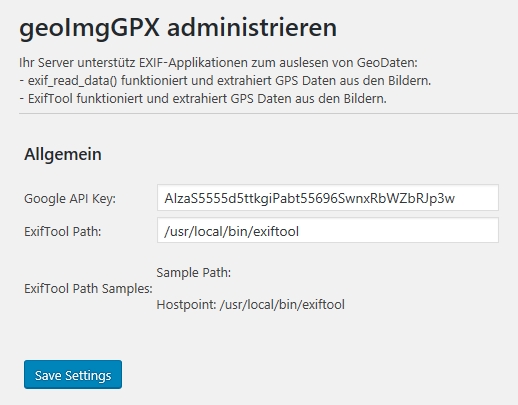 geoImgGPX administrieren
Ihr Server unterstütz EXIF-Applikationen zum auslesen von GeoDaten:
- exif_read_data() funktioniert und extrahiert GPS Daten aus den Bildern.
- ExifTool funktioniert und extrahiert GPS Daten aus den Bildern.
Allgemein
Google API Key: AIzaS5555d5ttkgiPabt55696SwnxRbWZbRJp3w
ExifTool Path: /usr/local/bin/exiftool
Sample Path:
ExifTool Path Samples:
Hostpoint: /usr/local/bin/exiftool
Save Settings